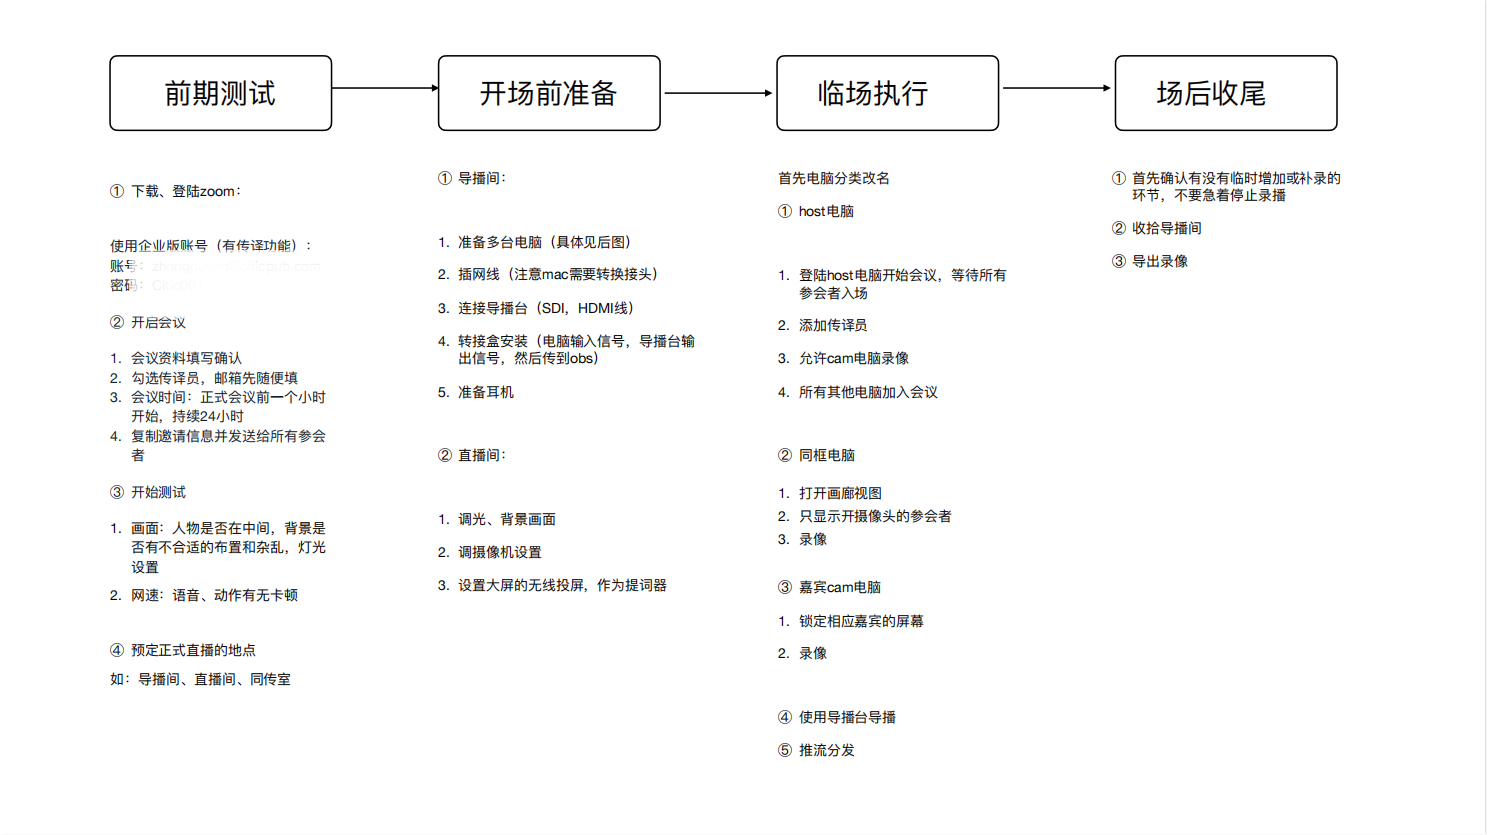 前期测试
开场前准备
临场执行
场后收尾
① 下载、登陆zoom：
使用企业版账号（有传译功能）：
账号：
密码：
② 开启会议
1. 会议资料填写确认
2. 勾选传译员，邮箱先随便填
3. 会议时间：正式会议前一个小时
开始，持续24小时
4. 复制邀请信息并发送给所有参会
者
③ 开始测试
1. 画面：人物是否在中间，背景是
否有不合适的布置和杂乱，灯光
设置
2. 网速：语音、动作有无卡顿
④ 预定正式直播的地点
如：导播间、直播间、同传室
① 导播间：
1. 准备多台电脑（具体见后图）
2. 插网线（注意mac需要转换接头）
3. 连接导播台（SDI，HDMI线）
4. 转接盒安装（电脑输入信号，导播台输
出信号，然后传到obs）
5. 准备耳机
② 直播间：
1. 调光、背景画面
2. 调摄像机设置
3. 设置大屏的无线投屏，作为提词器
首先电脑分类改名
① host电脑
1. 登陆host电脑开始会议，等待所有
参会者入场
2. 添加传译员
3. 允许cam电脑录像
4. 所有其他电脑加入会议
② 同框电脑
1. 打开画廊视图
2. 只显示开摄像头的参会者
3. 录像
③ 嘉宾cam电脑
1. 锁定相应嘉宾的屏幕
2. 录像
④ 使用导播台导播
⑤ 推流分发
① 首先确认有没有临时增加或补录的
环节，不要急着停止录播
② 收拾导播间
③ 导出录像